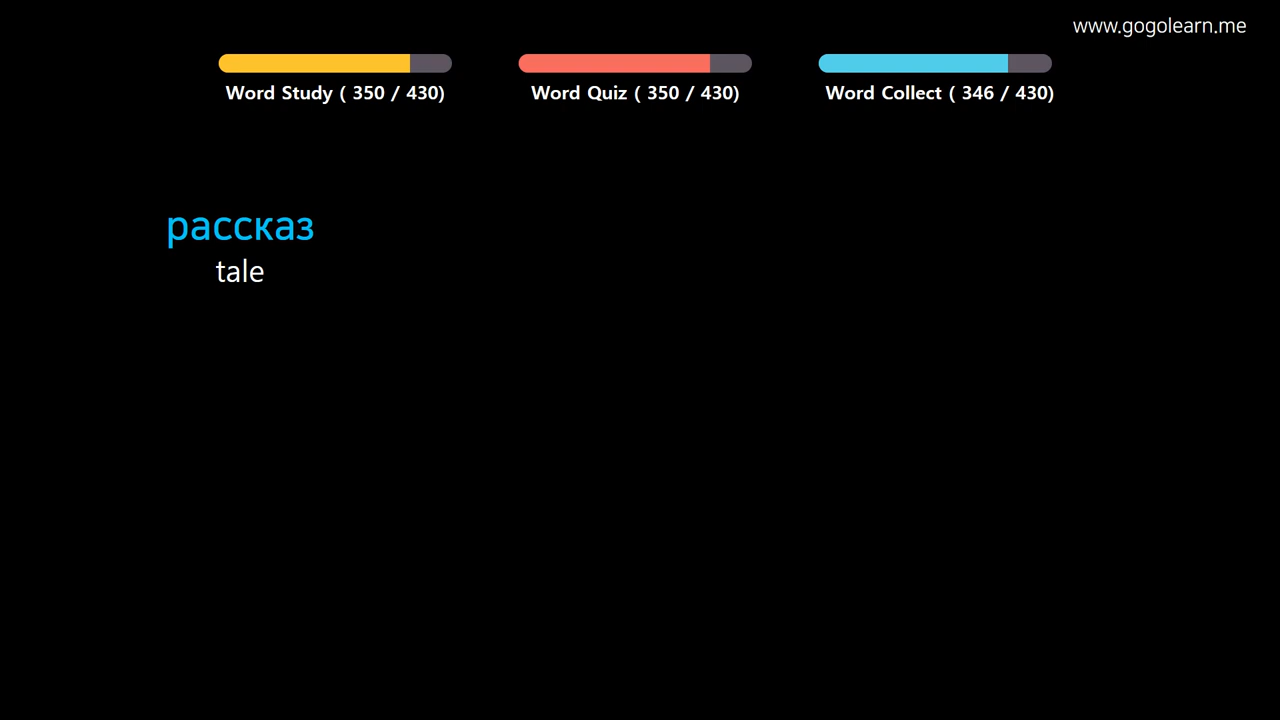 www.gogolearn.me
Word Study ( 350 / 430)
Word Quiz ( 350 / 430)
Word Collect ( 346 / 430)
рассказ
tale